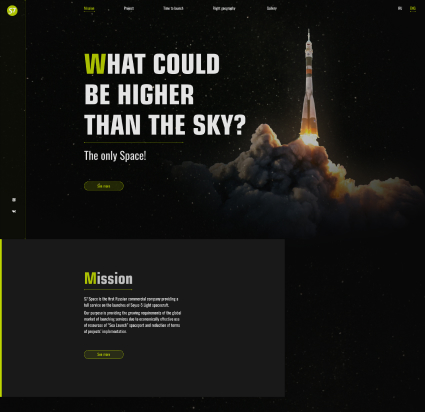 S7
Mission
Project
Time to launch
Flight geography
Gallery
RU
ENG
WHAT COULD
BE HIGHER
THAN THE SKY?
The only Space!
See more
Mission
S7 Space is the first Russian commercial company providing a
full service on the launches of Soyuz-5 Light spacecraft.
Our purpose is providing the growing requirements of the global
market of launching services due to economically effective use
of resources of "Sea Launch" spaceport and reduction of terms
of projects' implementation.
See more